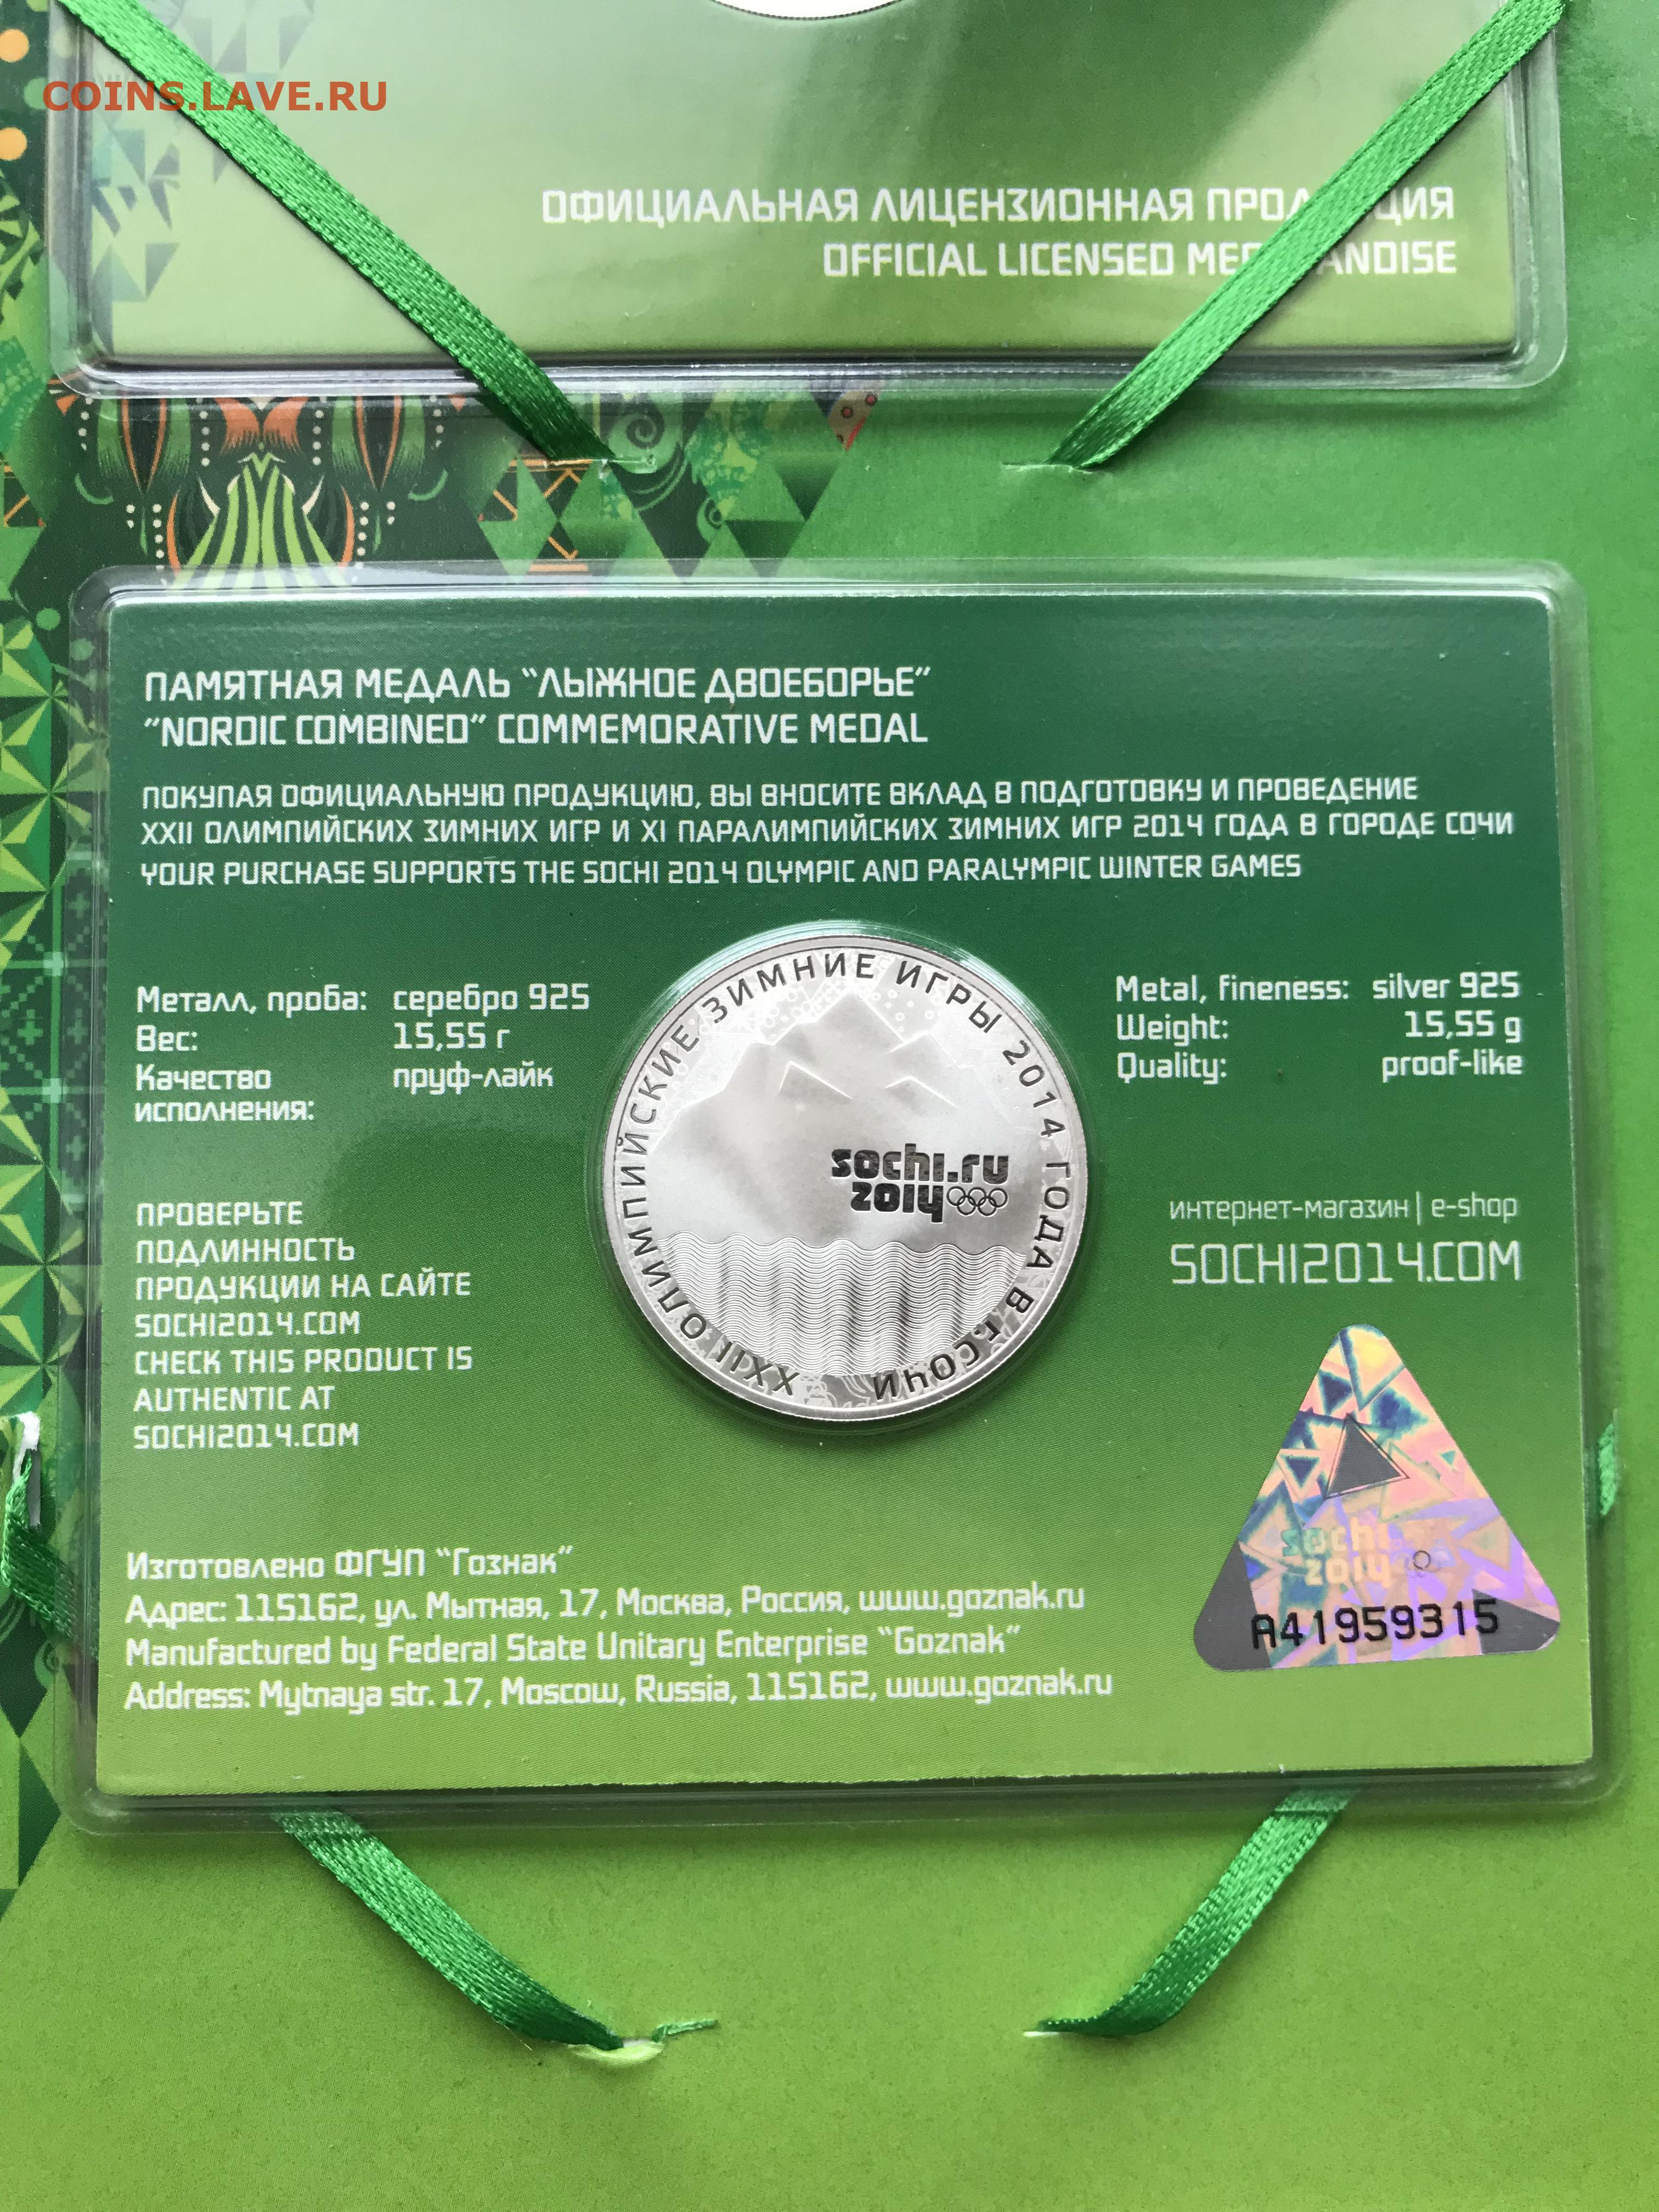 COINS.LAVE.RU
ОФИЦИАЛЬНАЯ ЛИЦЕНЗИОННАЯ
OFFICIAL LICENSED
ПАМЯТНАЯ МЕДАЛЬ "ЛЫЖНОЕ ДВОЕБОРЬЕ"
"NORDIC COMBINED" COMMEMORATIVE MEDAL
ПОКУПАЯ ОФИЦИАЛЬНУЮ ПРОДУКЦИЮ, ВЫ ВНОСИТЕ ВКЛАД В ПОДГОТОВКУ И ПРОВЕДЕНИЕ
XXII ОЛИМПИЙСКИХ ЗИМНИХ ИГР И XI ПАРАЛИМПИЙСКИХ ЗИМНИХ ИГР 2014 ГОДА В ГОРОДЕ СОЧИ
YOUR PURCHASE SUPPORTS THE SOCHI 2014 OLYMPIC AND PARALYMPIC WINTER GAMES
Металл, проба: серебро 925
Вес: 15,55 г
Качество пруф-лайк
исполнения:
XXII ОЛИМПИЙСКИЕ ЗИМНИЕ ИГРЫ 2014 ГОДА В Г. СОЧИ
sochi.ru
2014
Metal, fineness: silver 925
Weight: 15,55 g
Quality: proof-like
ПРОВЕРЬТЕ
ПОДЛИННОСТЬ
ПРОДУКЦИИ НА САЙТЕ
SOCHI2014.COM
CHECK THIS PRODUCT IS
AUTHENTIC AT
SOCHI2014.COM
интернет-магазин | e-shop
SOCHI2014.COM
Изготовлено ФГУП "Гознак"
Адрес: 115162, ул. Мытная, 17, Москва, Россия, www.goznak.ru
Manufactured by Federal State Unitary Enterprise "Goznak"
Address: Mytnaya str. 17, Moscow, Russia, 115162, www.goznak.ru
sochi
2014
A41959315